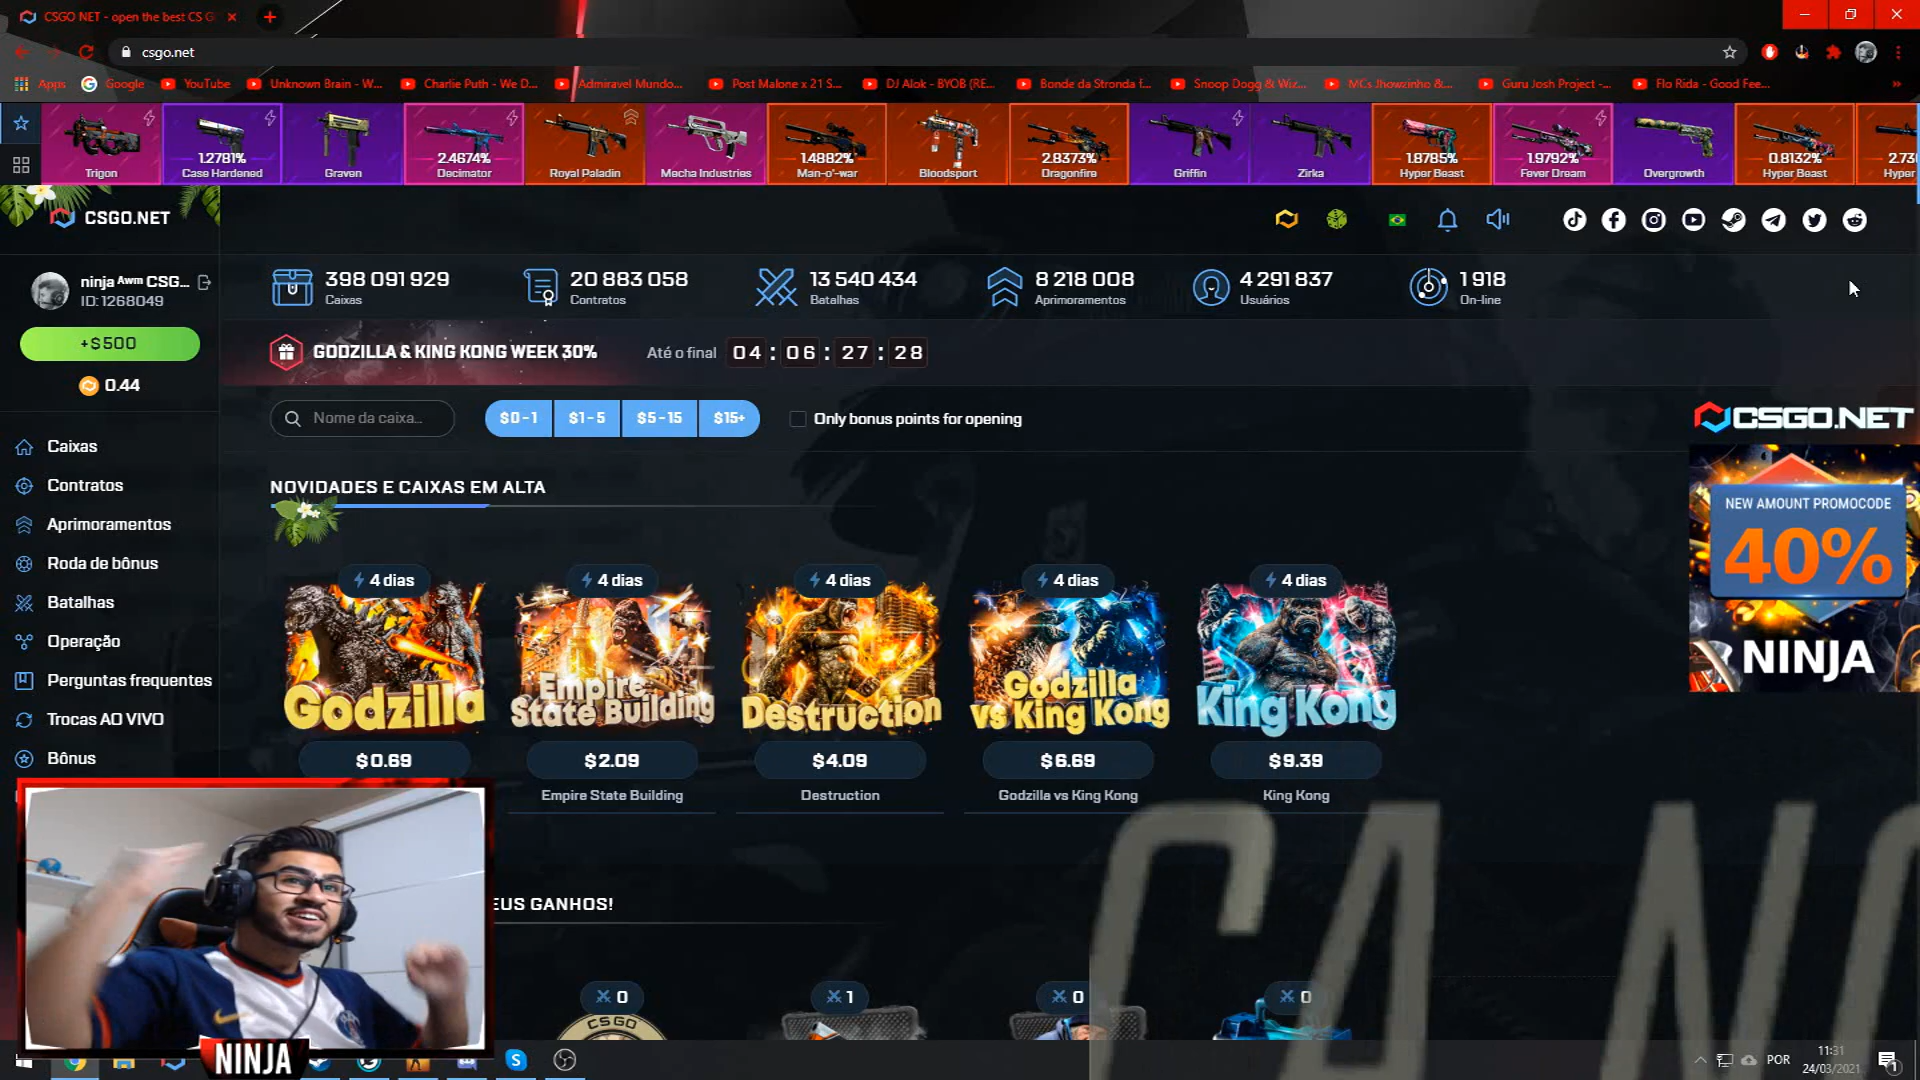 CSGO NET - open the best CS G
csgo.net
Apps
Google
YouTube
Unknown Brain - W...
Charlie Puth - We D...
Admiravel Mundo...
Post Malone x 21 S...
DJ Alok - BYOB (RE...
Bonde da Stronda f...
Snoop Dogg & Wiz...
MCs Jhowzinho &...
Guru Josh Project -...
Flo Rida - Good Fee...
Trigon
1.2781%
Case Hardened
Graven
2.4674%
Decimator
Royal Paladin
Mecha Industries
1.4882%
Man-o'-war
Bloodsport
2.8373%
Dragonfire
Griffin
Zirka
1.8785%
Hyper Beast
1.9792%
Fever Dream
Overgrowth
0.8132%
Hyper Beast
2.73
Hyper
CSGO.NET
ninja Awm CSG...
ID: 1268049
+$500
0.44
398 091 929
Caixas
20 883 058
Contratos
13 540 434
Batalhas
8 218 008
Aprimoramentos
4 291 837
Usuários
1 918
On-line
GODZILLA & KING KONG WEEK 30%
Até o final
04 : 06 : 27 : 28
Nome da caixa...
$0-1
$1-5
$5-15
$15+
Only bonus points for opening
Caixas
Contratos
Aprimoramentos
Roda de bônus
Batalhas
Operação
Perguntas frequentes
Trocas AO VIVO
Bônus
NOVIDADES E CAIXAS EM ALTA
4 dias
4 dias
4 dias
4 dias
4 dias
Godzilla
Empire
State Building
Destruction
Godzilla
vs King Kong
King Kong
$0.69
$2.09
$4.09
$6.69
$9.39
Empire State Building
Destruction
Godzilla vs King Kong
King Kong
CSGO.NET
NEW AMOUNT PROMOCODE
40%
NINJA
EUS GANHOS!
0
1
0
0
CS GO
CA NO
NINJA
POR
11:31
24/03/2021
1